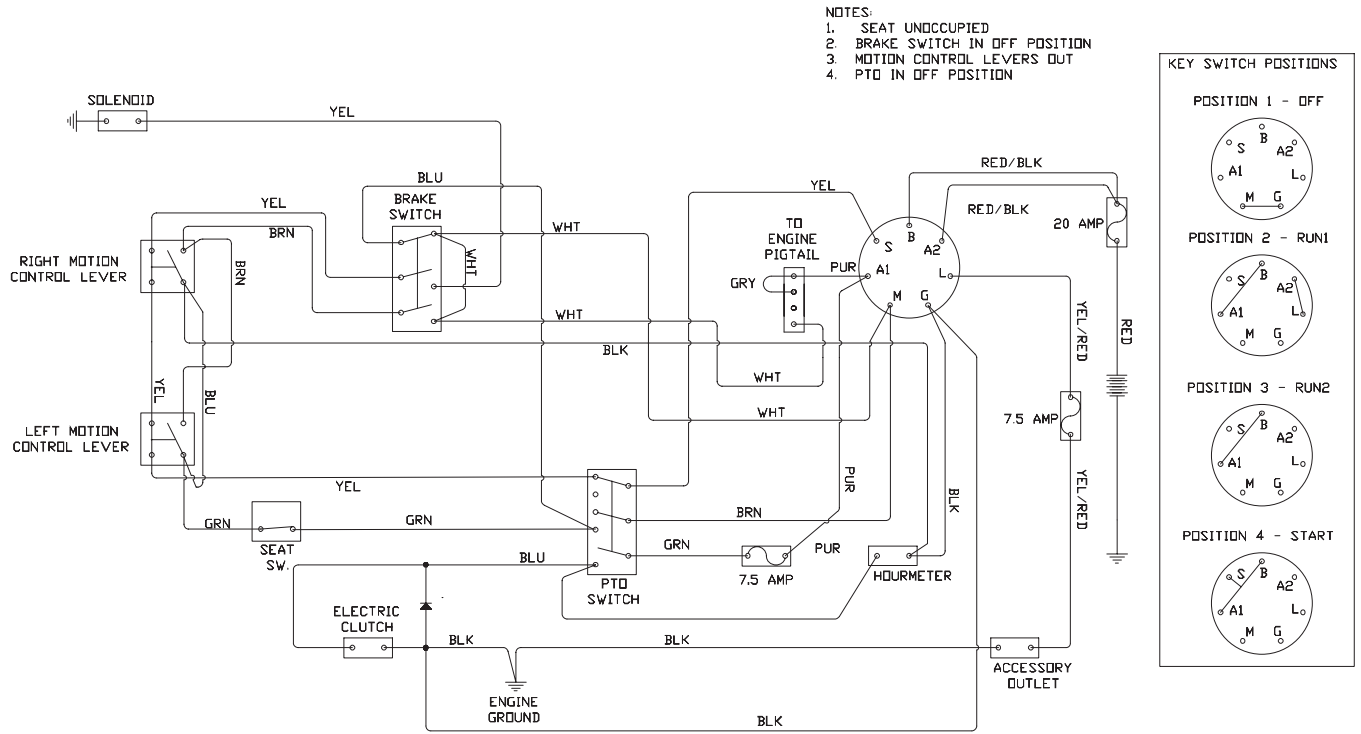 NOTES:
1. SEAT UNOCCUPIED
2. BRAKE SWITCH IN OFF POSITION
3. MOTION CONTROL LEVERS OUT
4. PTO IN OFF POSITION
KEY SWITCH POSITIONS
POSITION 1 - OFF
B
S
A2
A1
L
M
G
POSITION 2 - RUN1
B
S
A2
A1
L
M
G
POSITION 3 - RUN2
B
S
A2
A1
L
M
G
POSITION 4 - START
B
S
A2
A1
L
M
G
SOLENOID
YEL
BLU
BRAKE
SWITCH
YEL
BRN
WHT
WHT
WHT
BRN
RIGHT MOTION
CONTROL LEVER
BLK
YEL
BLU
LEFT MOTION
CONTROL LEVER
YEL
TO
ENGINE
PIGTAIL
GRY
PUR
YEL
RED/BLK
RED/BLK
20 AMP
B
S
A2
A1
L
M
G
YEL/RED
RED
WHT
WHT
7.5 AMP
YEL/RED
PUR
BLK
BRN
GRN
GRN
SEAT
SW.
GRN
PUR
7.5 AMP
HOURMETER
BLU
PTO
SWITCH
ELECTRIC
CLUTCH
BLK
BLK
ENGINE
GROUND
ACCESSORY
OUTLET
BLK